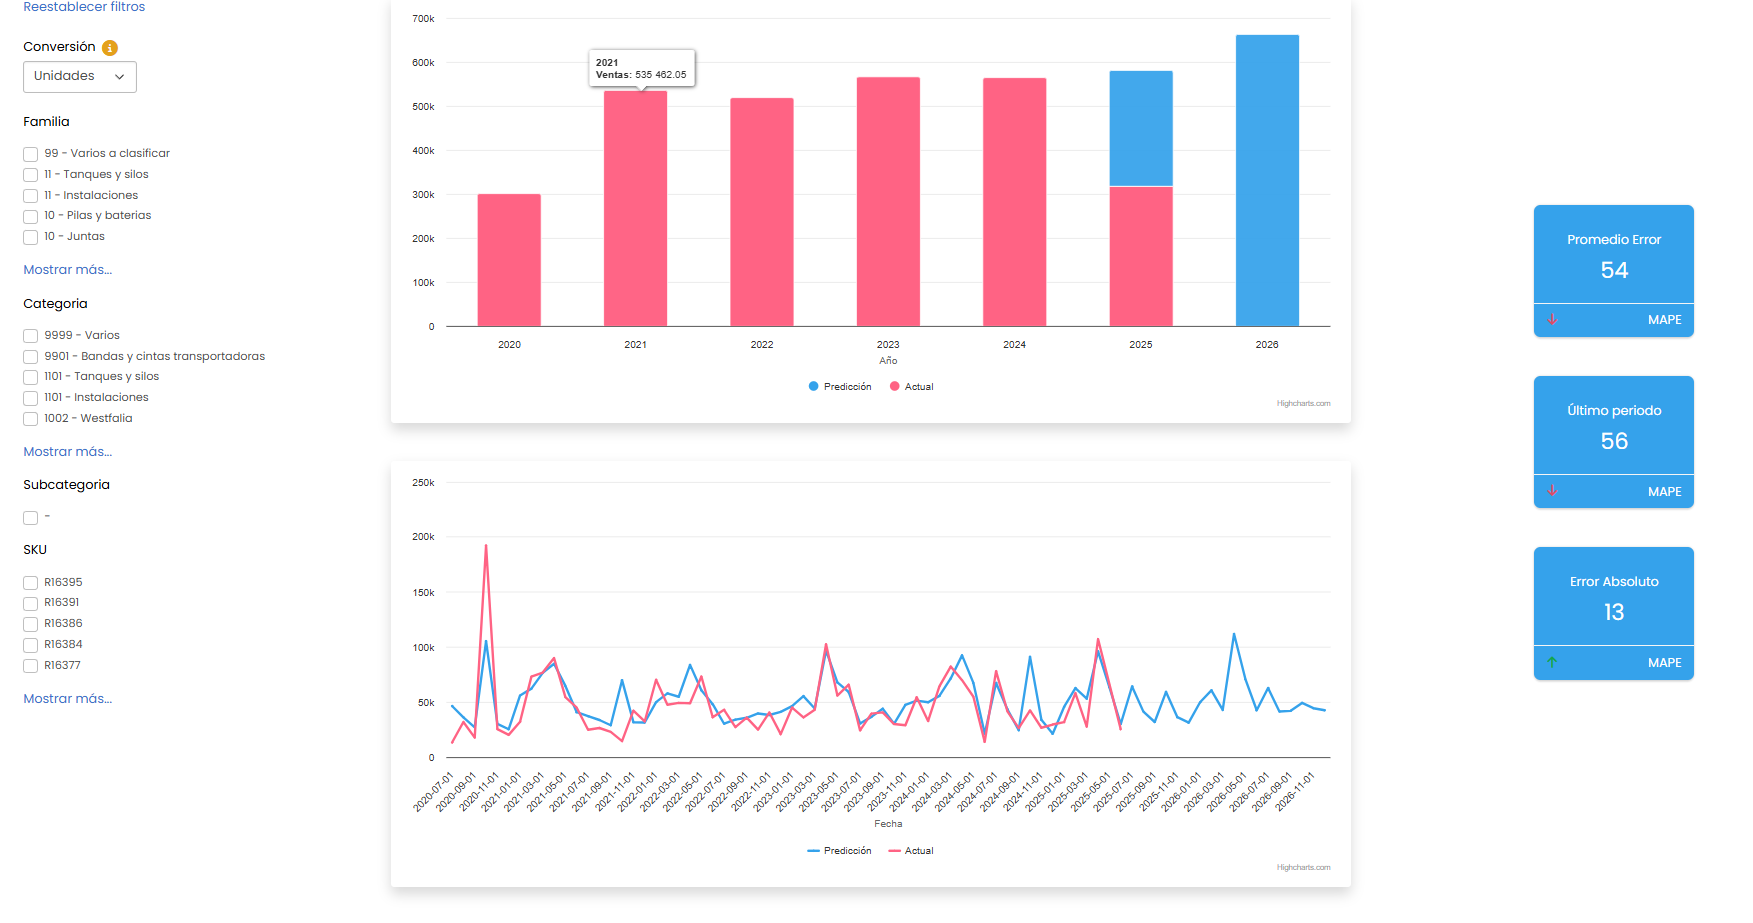 Reestablecer filtros
Conversión
Unidades
Familia
99 - Varios a clasificar
11 - Tanques y silos
11 - Instalaciones
10 - Pilas y baterias
10 - Juntas
Mostrar más...
Categoria
9999 - Varios
9901 - Bandas y cintas transportadoras
1101 - Tanques y silos
1101 - Instalaciones
1002 - Westfalia
Mostrar más...
Subcategoria
-
SKU
R16395
R16391
R16386
R16384
R16377
Mostrar más...
700k
600k
500k
400k
300k
200k
100k
0
2021
Ventas: 535 462.05
2020 2021 2022 2023 2024 2025 2026
Año
Predicción Actual
Highcharts.com
250k
200k
150k
100k
50k
0
2020-07-01 2020-09-01 2020-11-01 2021-01-01 2021-03-01 2021-05-01 2021-07-01 2021-09-01 2021-11-01 2022-01-01 2022-03-01 2022-05-01 2022-07-01 2022-09-01 2022-11-01 2023-01-01 2023-03-01 2023-05-01 2023-07-01 2023-09-01 2023-11-01 2024-01-01 2024-03-01 2024-05-01 2024-07-01 2024-09-01 2024-11-01 2025-01-01 2025-03-01 2025-05-01 2025-07-01 2025-09-01 2025-11-01 2026-01-01 2026-03-01 2026-05-01 2026-07-01 2026-09-01 2026-11-01
Fecha
Predicción Actual
Highcharts.com
Promedio Error
54
MAPE
Último periodo
56
MAPE
Error Absoluto
13
MAPE